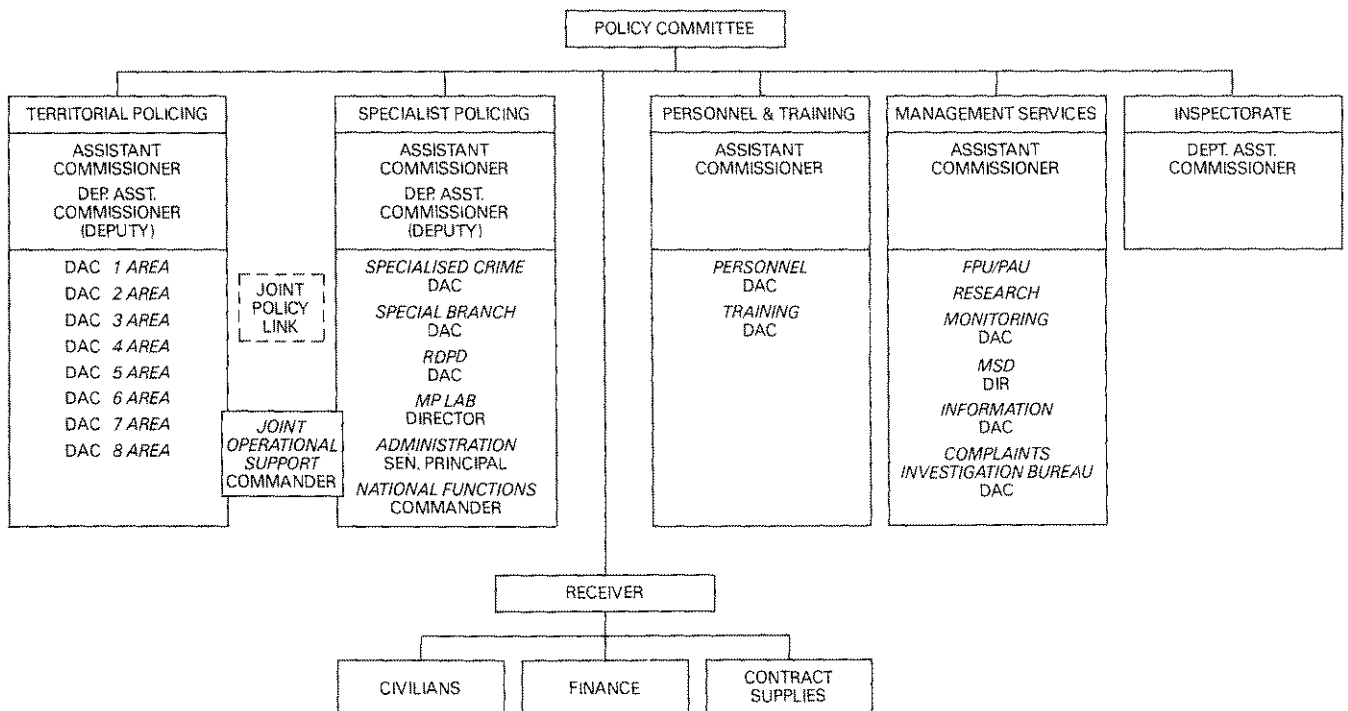 POLICY COMMITTEE
TERRITORIAL POLICING
ASSISTANT
COMMISSIONER
DEP. ASST.
COMMISSIONER
(DEPUTY)
DAC 1 AREA
DAC 2 AREA
DAC 3 AREA
DAC 4 AREA
DAC 5 AREA
DAC 6 AREA
DAC 7 AREA
DAC 8 AREA
JOINT
POLICY
LINK
JOINT
OPERATIONAL
SUPPORT
COMMANDER
SPECIALIST POLICING
ASSISTANT
COMMISSIONER
DEP. ASST.
COMMISSIONER
(DEPUTY)
SPECIALISED CRIME
DAC
SPECIAL BRANCH
DAC
RDPD
DAC
MP LAB
DIRECTOR
ADMINISTRATION
SEN. PRINCIPAL
NATIONAL FUNCTIONS
COMMANDER
PERSONNEL & TRAINING
ASSISTANT
COMMISSIONER
PERSONNEL
DAC
TRAINING
DAC
MANAGEMENT SERVICES
ASSISTANT
COMMISSIONER
FPU/PAU
RESEARCH
MONITORING
DAC
MSD
DIR
INFORMATION
DAC
COMPLAINTS
INVESTIGATION BUREAU
DAC
INSPECTORATE
DEPT. ASST.
COMMISSIONER
RECEIVER
CIVILIANS
FINANCE
CONTRACT
SUPPLIES